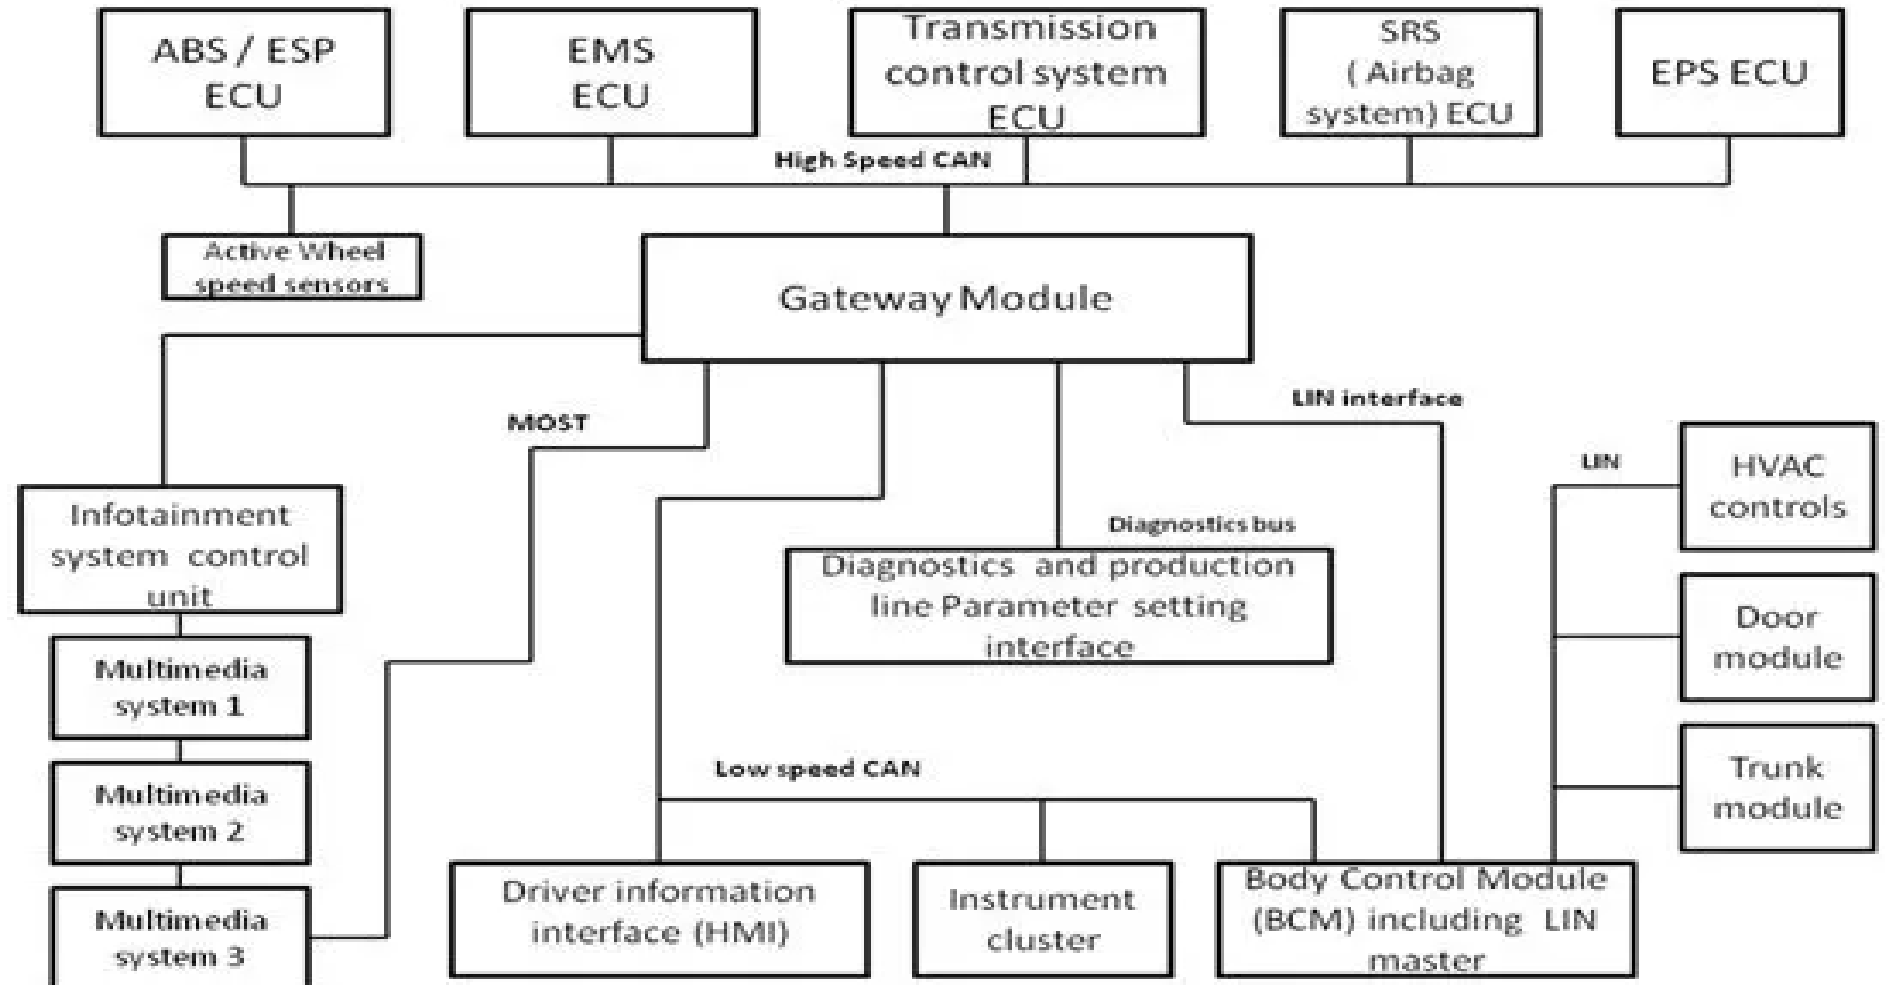 ABS / ESP
ECU
EMS
ECU
Transmission
control system
ECU
SRS
( Airbag
system) ECU
EPS ECU
High Speed CAN
Active Wheel
speed sensors
Gateway Module
MOST
LIN interface
LIN
HVAC
controls
Infotainment
system control
unit
Diagnostics bus
Diagnostics and production
line Parameter setting
interface
Door
module
Multimedia
system 1
Trunk
module
Low speed CAN
Multimedia
system 2
Multimedia
system 3
Driver information
interface (HMI)
Instrument
cluster
Body Control Module
(BCM) including LIN
master